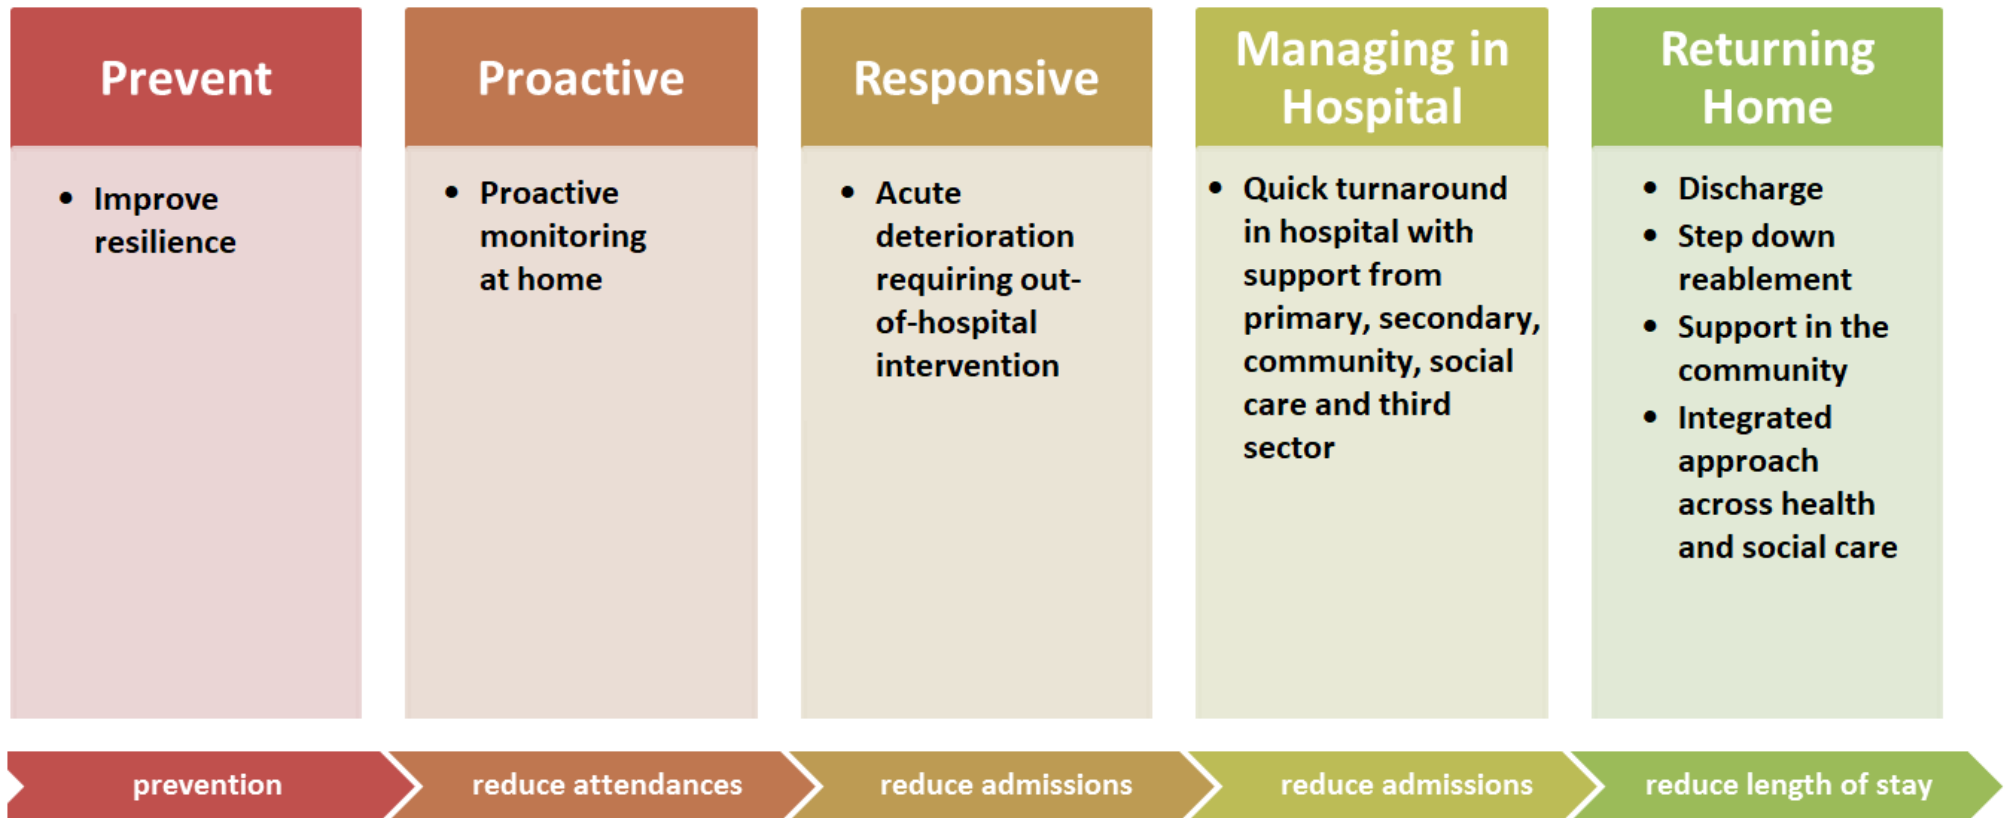 Prevent
• Improve
resilience
Proactive
• Proactive
monitoring
at home
Responsive
• Acute
deterioration
requiring out-
of-hospital
intervention
Managing in
Hospital
• Quick turnaround
in hospital with
support from
primary, secondary,
community, social
care and third
sector
Returning
Home
• Discharge
• Step down
reablement
• Support in the
community
• Integrated
approach
across health
and social care
prevention
reduce attendances
reduce admissions
reduce admissions
reduce length of stay